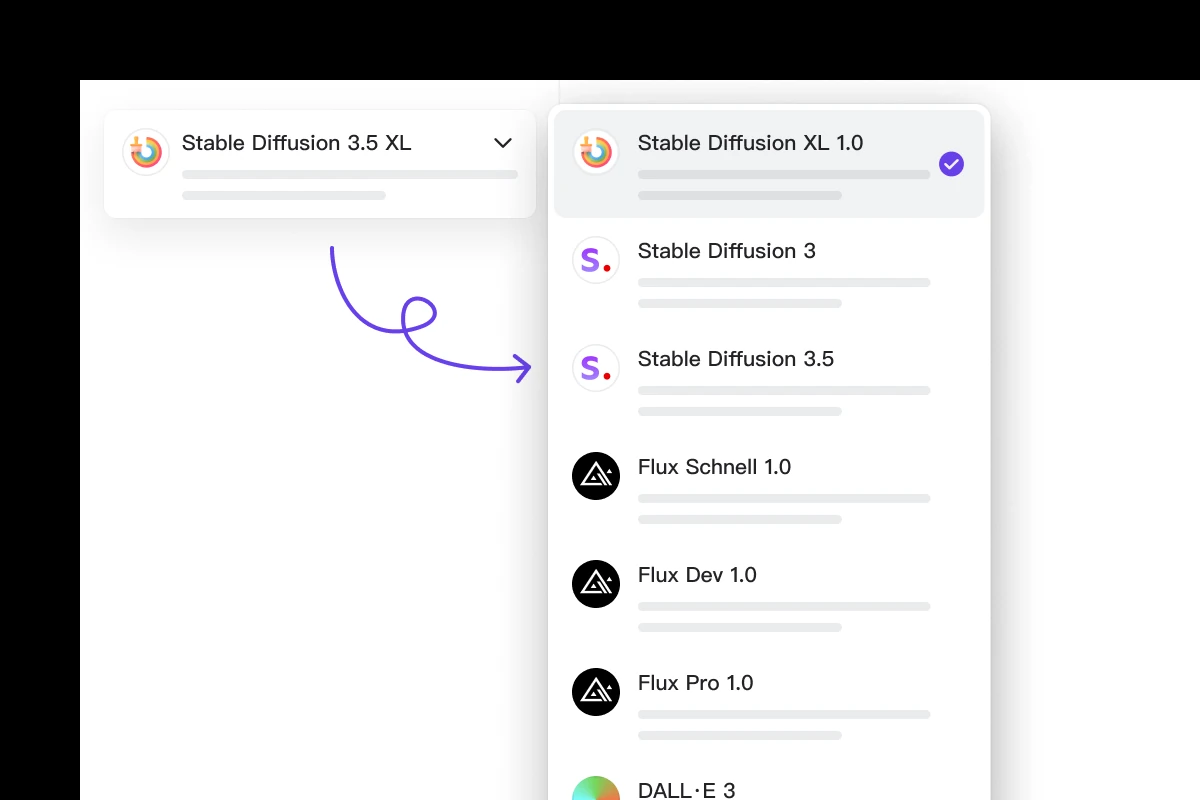 Stable Diffusion 3.5 XL
Stable Diffusion XL 1.0
S.
Stable Diffusion 3
S.
Stable Diffusion 3.5
Flux Schnell 1.0
Flux Dev 1.0
Flux Pro 1.0
DALL·E 3